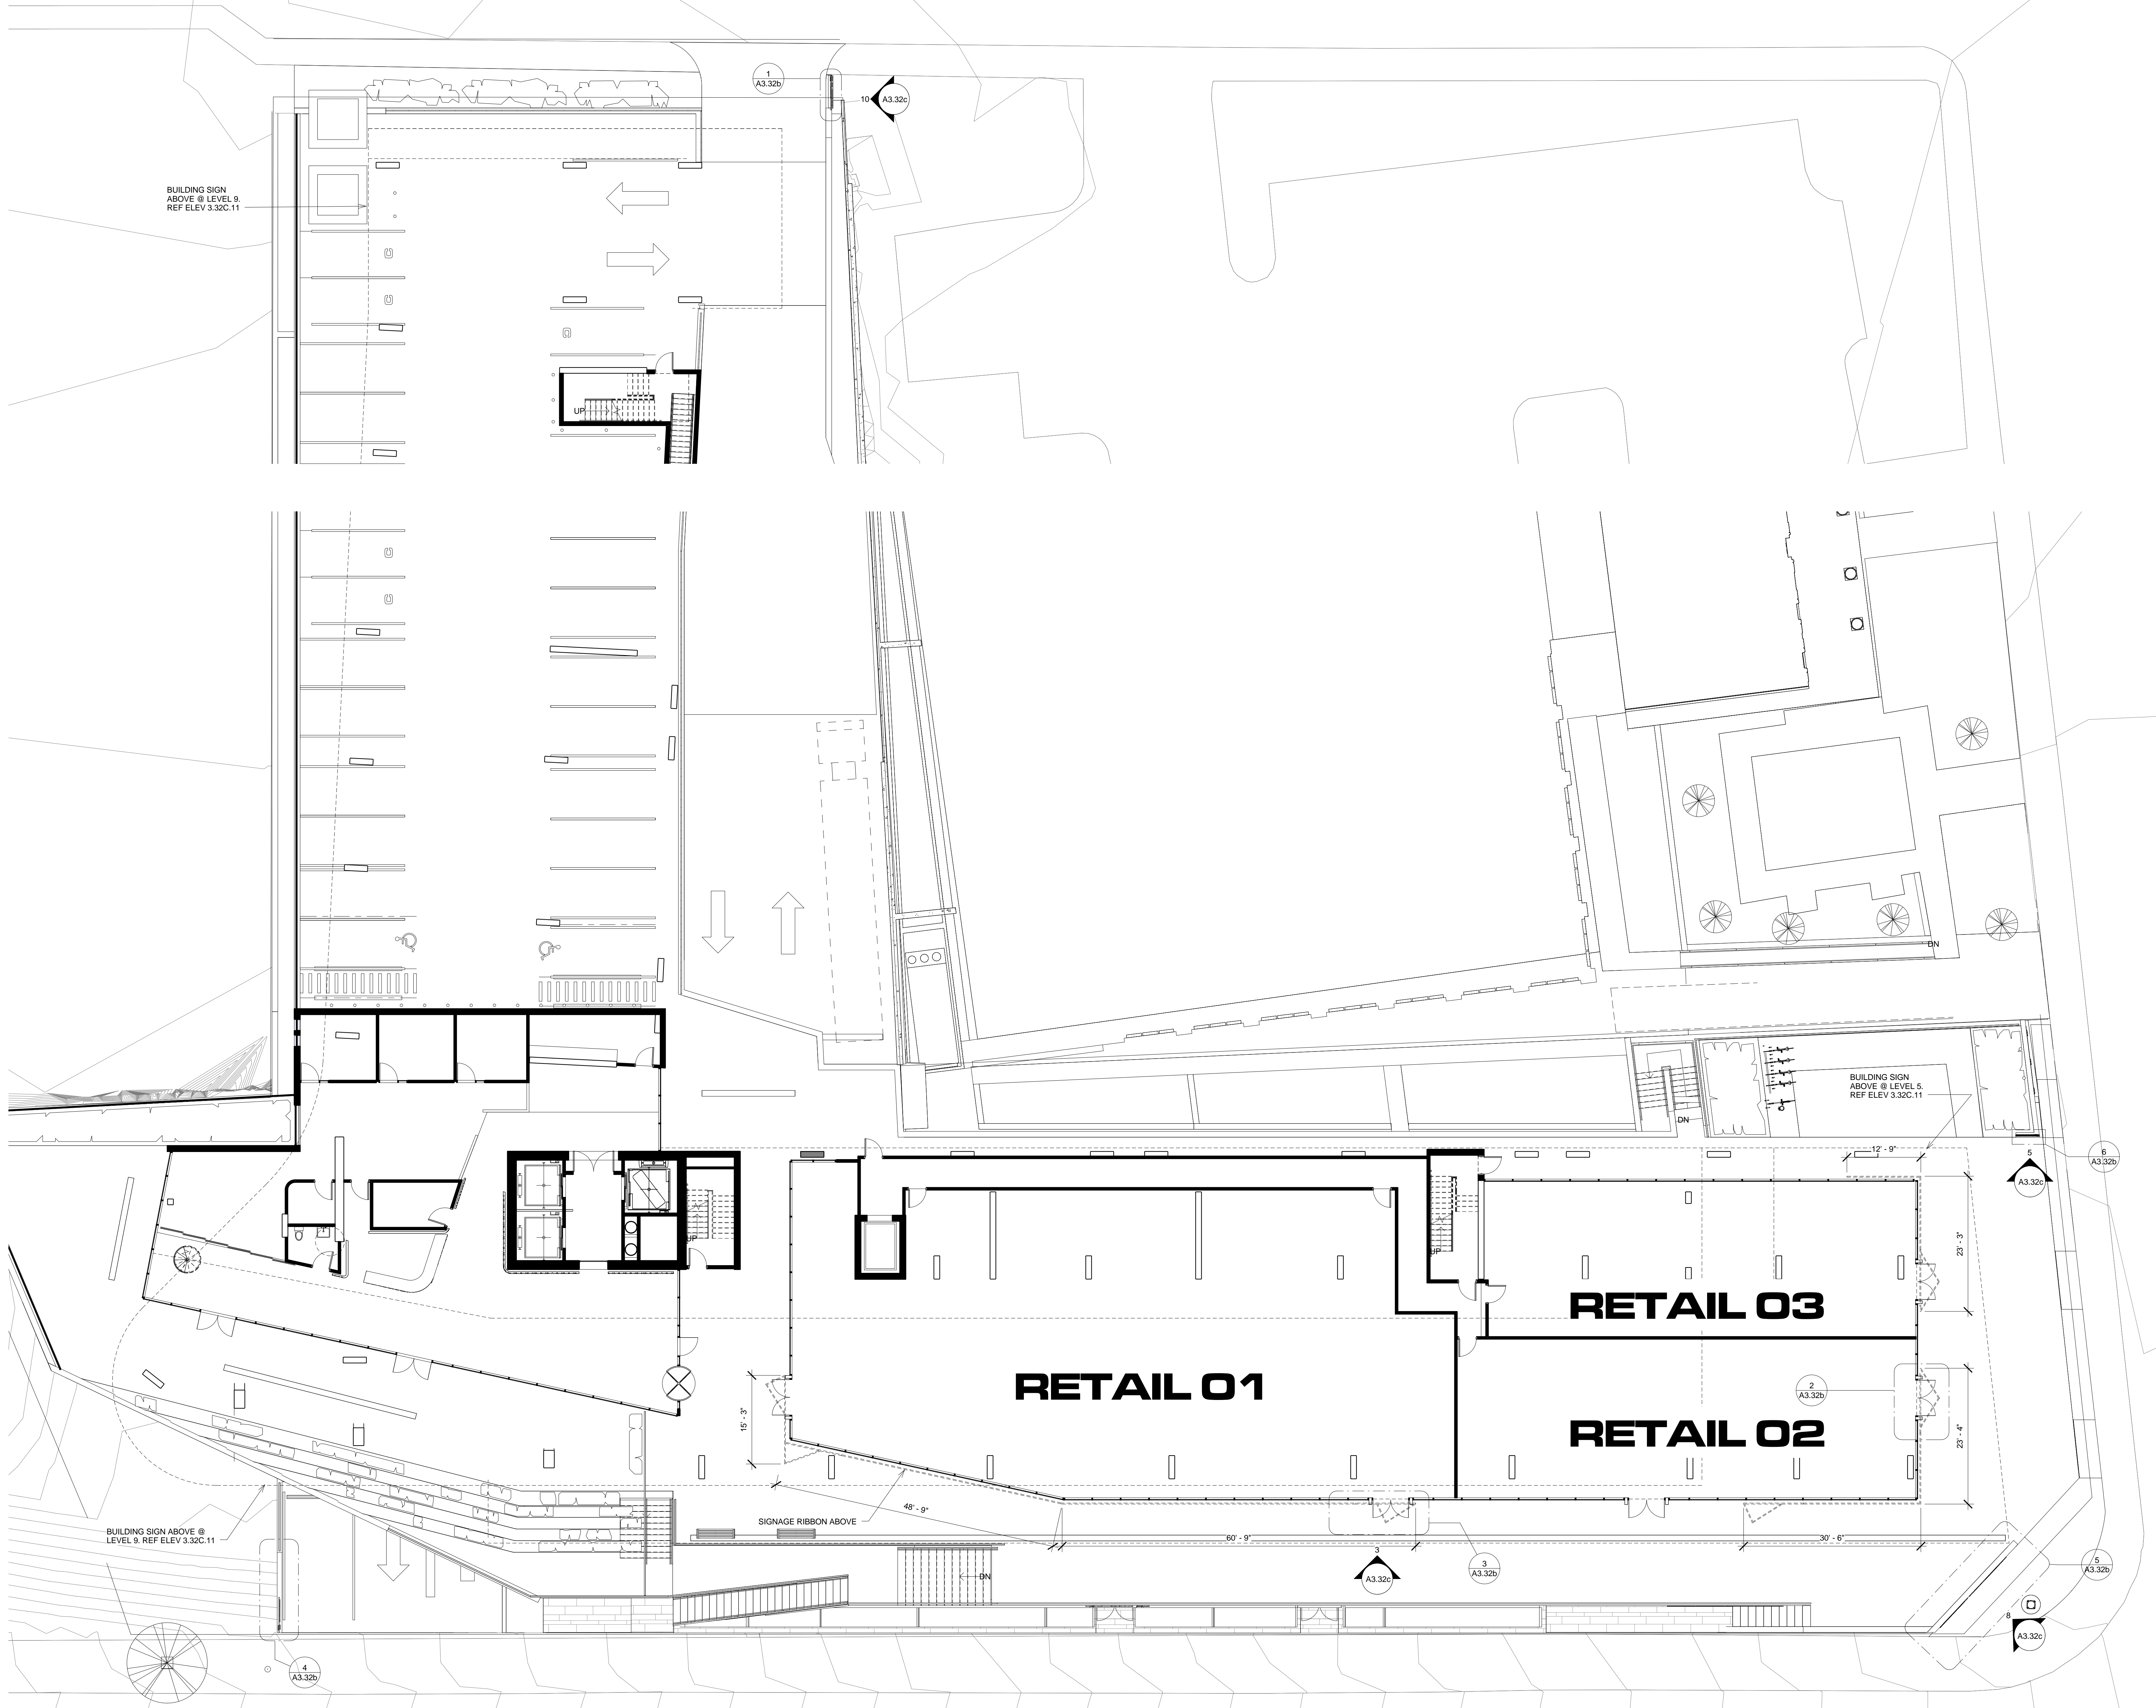 1
A3.32b
10
A3.32c
BUILDING SIGN
ABOVE @ LEVEL 9.
REF ELEV 3.32C.11
UP
DN
BUILDING SIGN
ABOVE @ LEVEL 5.
REF ELEV 3.32C.11
DN
12' - 9"
5
A3.32c
6
A3.32b
UP
UP
23' - 3"
RETAIL 03
RETAIL 01
2
A3.32b
15' - 3"
RETAIL 02
23' - 4"
48' - 9"
SIGNAGE RIBBON ABOVE
BUILDING SIGN ABOVE @
LEVEL 9. REF ELEV 3.32C.11
60' - 9"
30' - 6"
3
A3.32c
3
A3.32b
5
A3.32b
DN
8
A3.32c
4
A3.32b